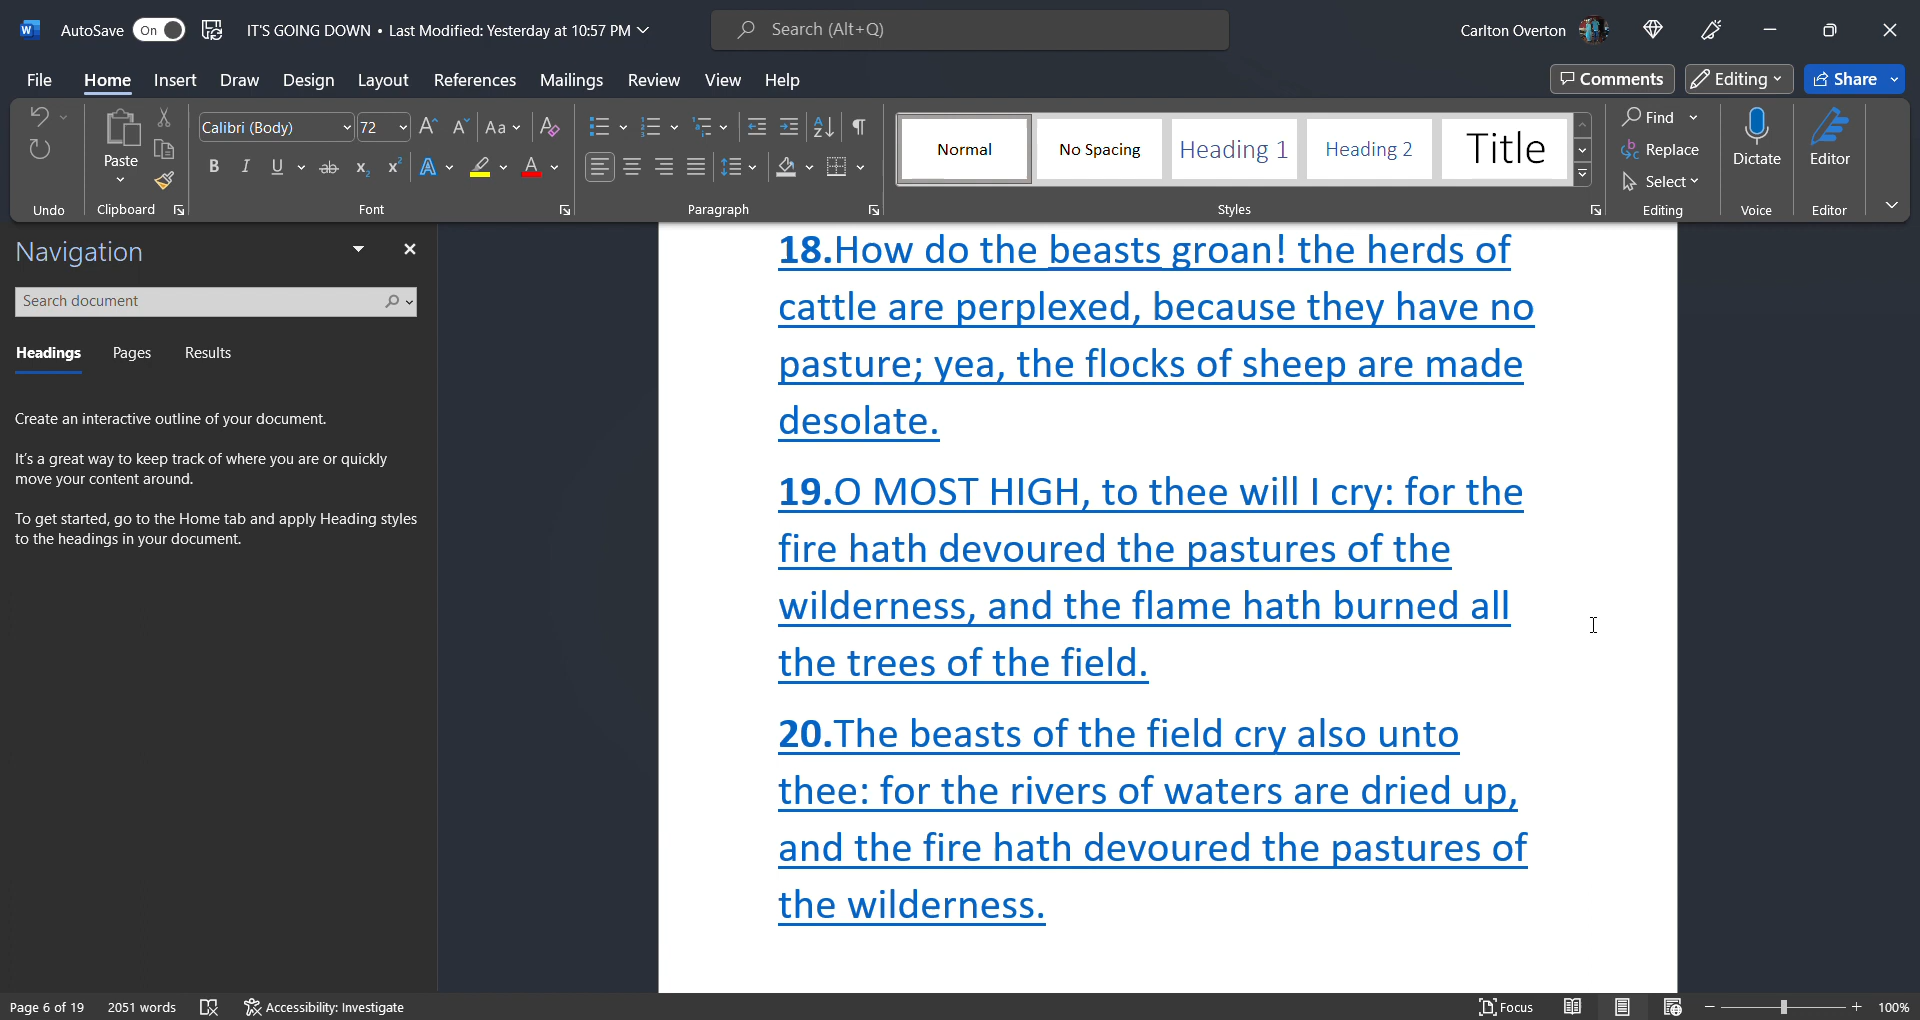 AutoSave On IT'S GOING DOWN • Last Modified: Yesterday at 10:57 PM Search (Alt+Q) Carlton Overton
File Home Insert Draw Design Layout References Mailings Review View Help Comments Editing Share
Calibri (Body) 72 Aa
Paste
Normal No Spacing Heading 1 Heading 2 Title
Find
Replace
Select
Dictate Editor
Undo Clipboard Font Paragraph Styles Editing Voice Editor
Navigation
Search document
Headings Pages Results
Create an interactive outline of your document.
It's a great way to keep track of where you are or quickly
move your content around.
To get started, go to the Home tab and apply Heading styles
to the headings in your document.
18.How do the beasts groan! the herds of
cattle are perplexed, because they have no
pasture; yea, the flocks of sheep are made
desolate.
19.O MOST HIGH, to thee will I cry: for the
fire hath devoured the pastures of the
wilderness, and the flame hath burned all
the trees of the field.
20.The beasts of the field cry also unto
thee: for the rivers of waters are dried up,
and the fire hath devoured the pastures of
the wilderness.
Page 6 of 19 2051 words Accessibility: Investigate Focus 100%